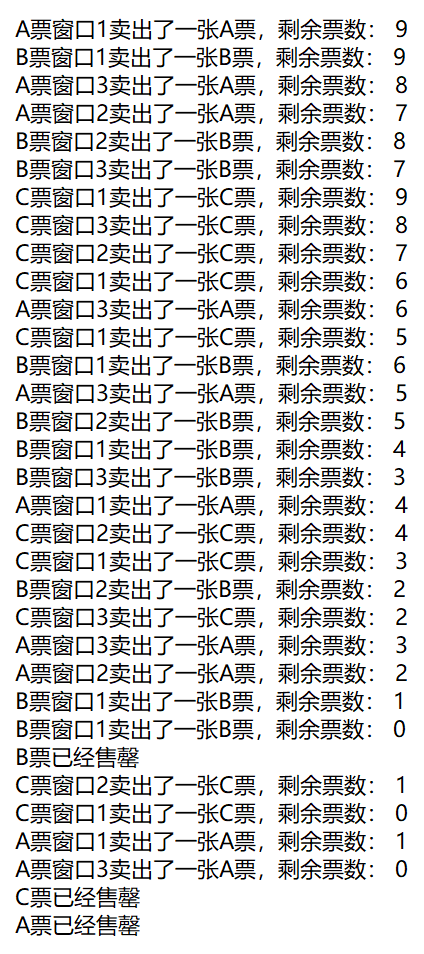 A票窗口1卖出了一张A票，剩余票数： 9
B票窗口1卖出了一张B票，剩余票数： 9
A票窗口3卖出了一张A票，剩余票数： 8
A票窗口2卖出了一张A票，剩余票数： 7
B票窗口2卖出了一张B票，剩余票数： 8
B票窗口3卖出了一张B票，剩余票数： 7
C票窗口1卖出了一张C票，剩余票数： 9
C票窗口3卖出了一张C票，剩余票数： 8
C票窗口2卖出了一张C票，剩余票数： 7
C票窗口1卖出了一张C票，剩余票数： 6
A票窗口3卖出了一张A票，剩余票数： 6
C票窗口1卖出了一张C票，剩余票数： 5
B票窗口1卖出了一张B票，剩余票数： 6
A票窗口3卖出了一张A票，剩余票数： 5
B票窗口2卖出了一张B票，剩余票数： 5
B票窗口1卖出了一张B票，剩余票数： 4
B票窗口3卖出了一张B票，剩余票数： 3
A票窗口1卖出了一张A票，剩余票数： 4
C票窗口2卖出了一张C票，剩余票数： 4
C票窗口1卖出了一张C票，剩余票数： 3
B票窗口2卖出了一张B票，剩余票数： 2
C票窗口3卖出了一张C票，剩余票数： 2
A票窗口3卖出了一张A票，剩余票数： 3
A票窗口2卖出了一张A票，剩余票数： 2
B票窗口1卖出了一张B票，剩余票数： 1
B票窗口1卖出了一张B票，剩余票数： 0
B票已经售罄
C票窗口2卖出了一张C票，剩余票数： 1
C票窗口1卖出了一张C票，剩余票数： 0
A票窗口1卖出了一张A票，剩余票数： 1
A票窗口3卖出了一张A票，剩余票数： 0
C票已经售罄
A票已经售罄